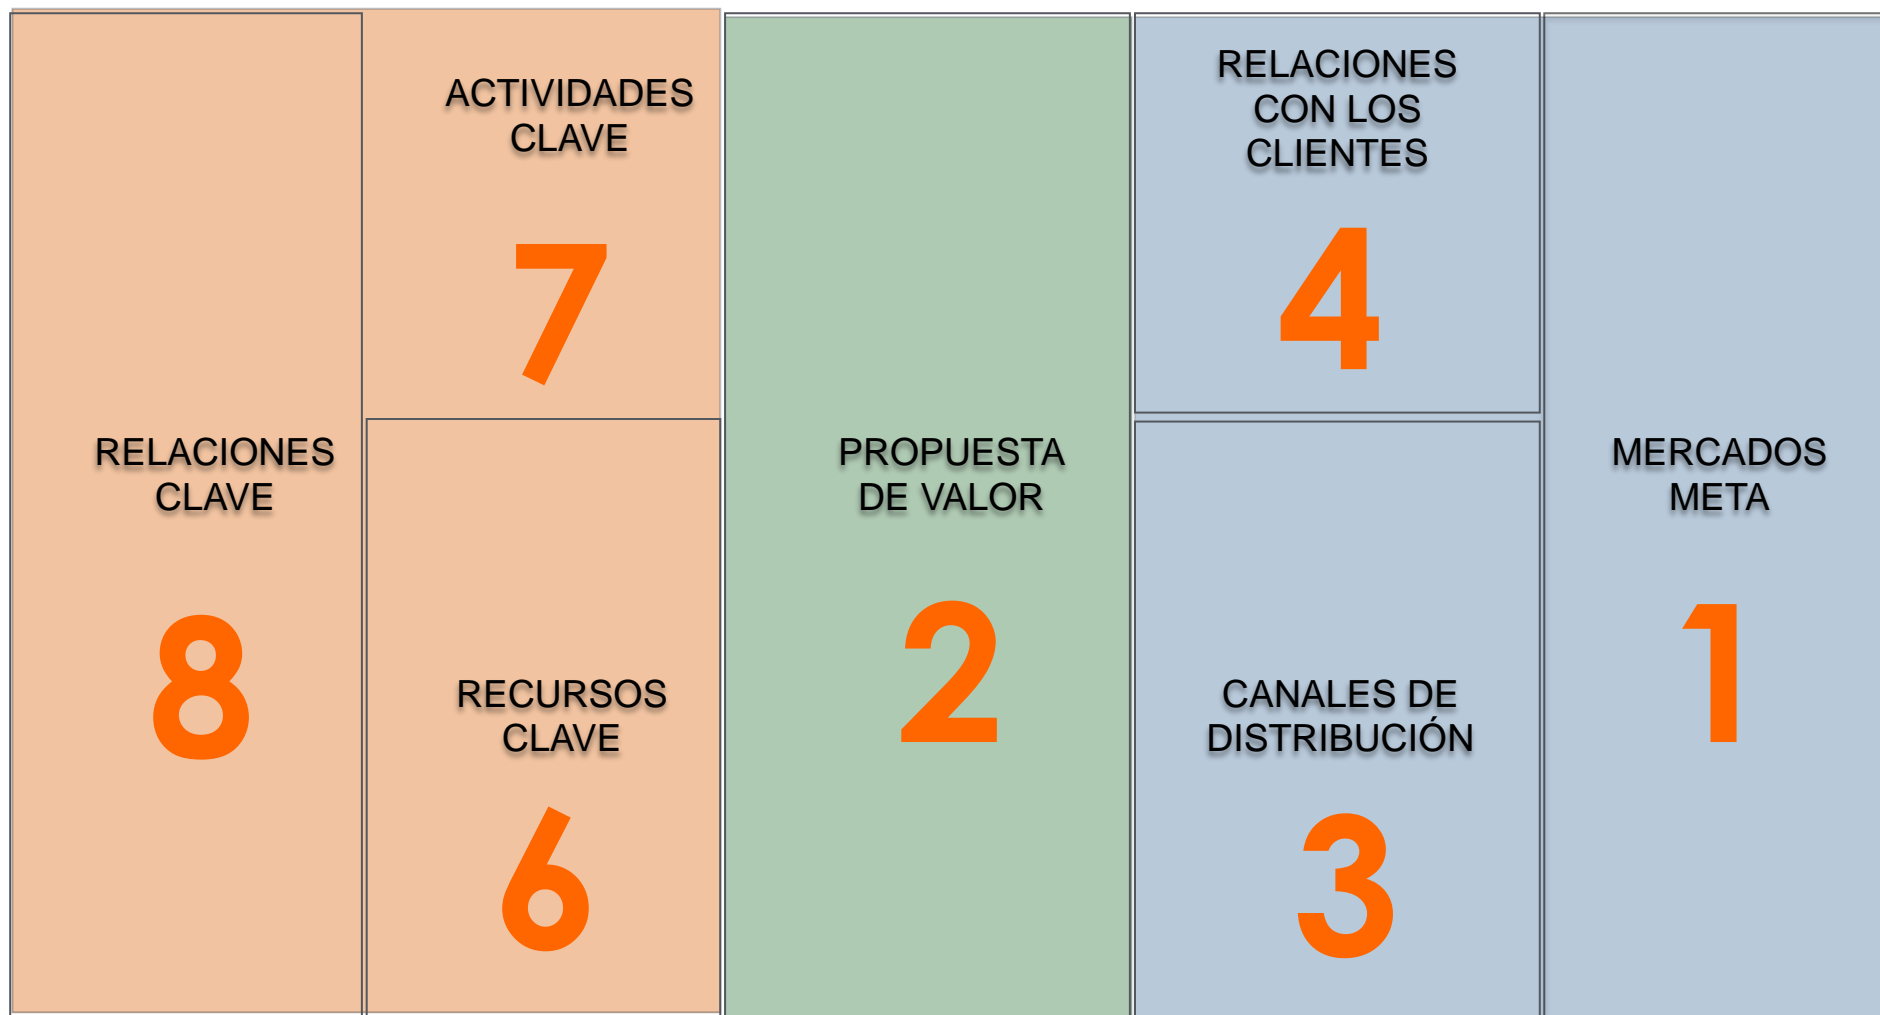 RELACIONES
CLAVE
8
ACTIVIDADES
CLAVE
7
RECURSOS
CLAVE
6
PROPUESTA
DE VALOR
2
RELACIONES
CON LOS
CLIENTES
4
CANALES DE
DISTRIBUCIÓN
3
MERCADOS
META
1